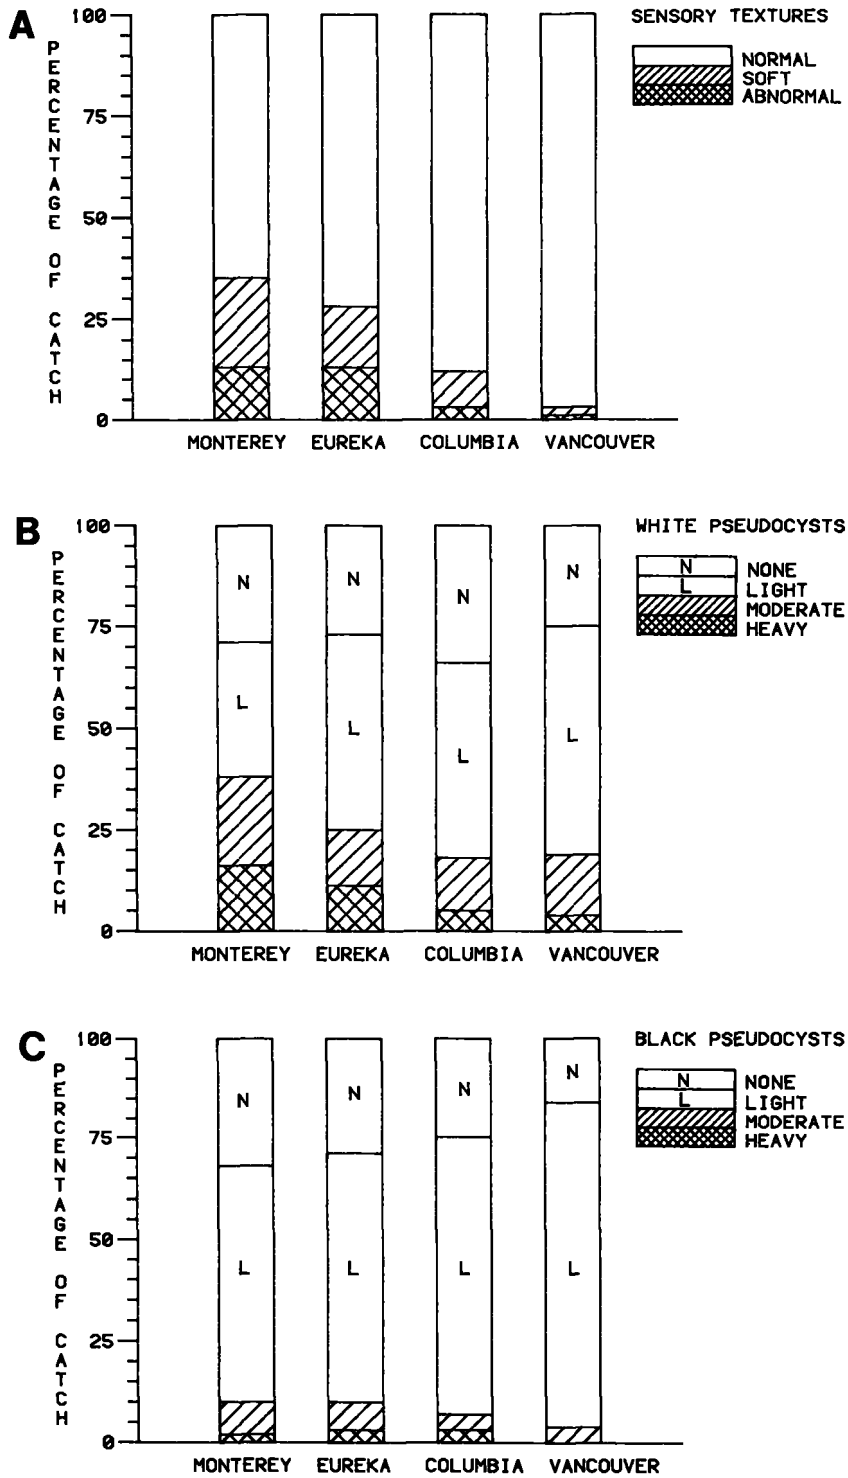 A
PERCENTAGE OF CATCH
100
75
50
25
0
MONTEREY EUREKA COLUMBIA VANCOUVER
SENSORY TEXTURES
NORMAL
SOFT
ABNORMAL
B
PERCENTAGE OF CATCH
100
75
50
25
0
N N N N
L L L L
MONTEREY EUREKA COLUMBIA VANCOUVER
WHITE PSEUDOCYSTS
N NONE
L LIGHT
MODERATE
HEAVY
C
PERCENTAGE OF CATCH
100
75
50
25
0
N N N N
L L L L
MONTEREY EUREKA COLUMBIA VANCOUVER
BLACK PSEUDOCYSTS
N NONE
L LIGHT
MODERATE
HEAVY